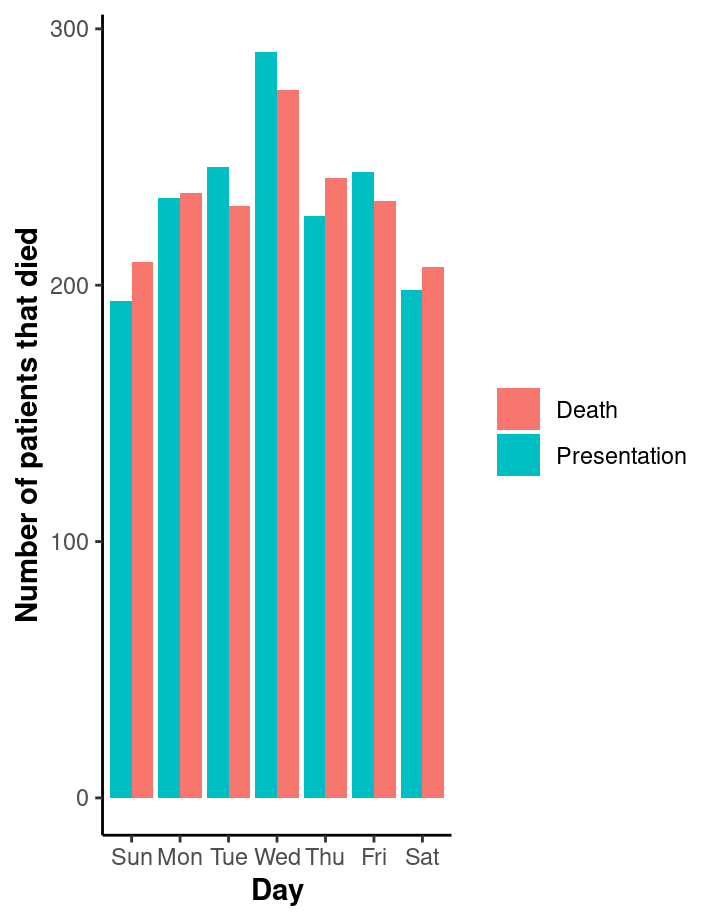 300
200
100
0
Number of patients that died
Sun Mon Tue Wed Thu Fri Sat
Day
Death
Presentation